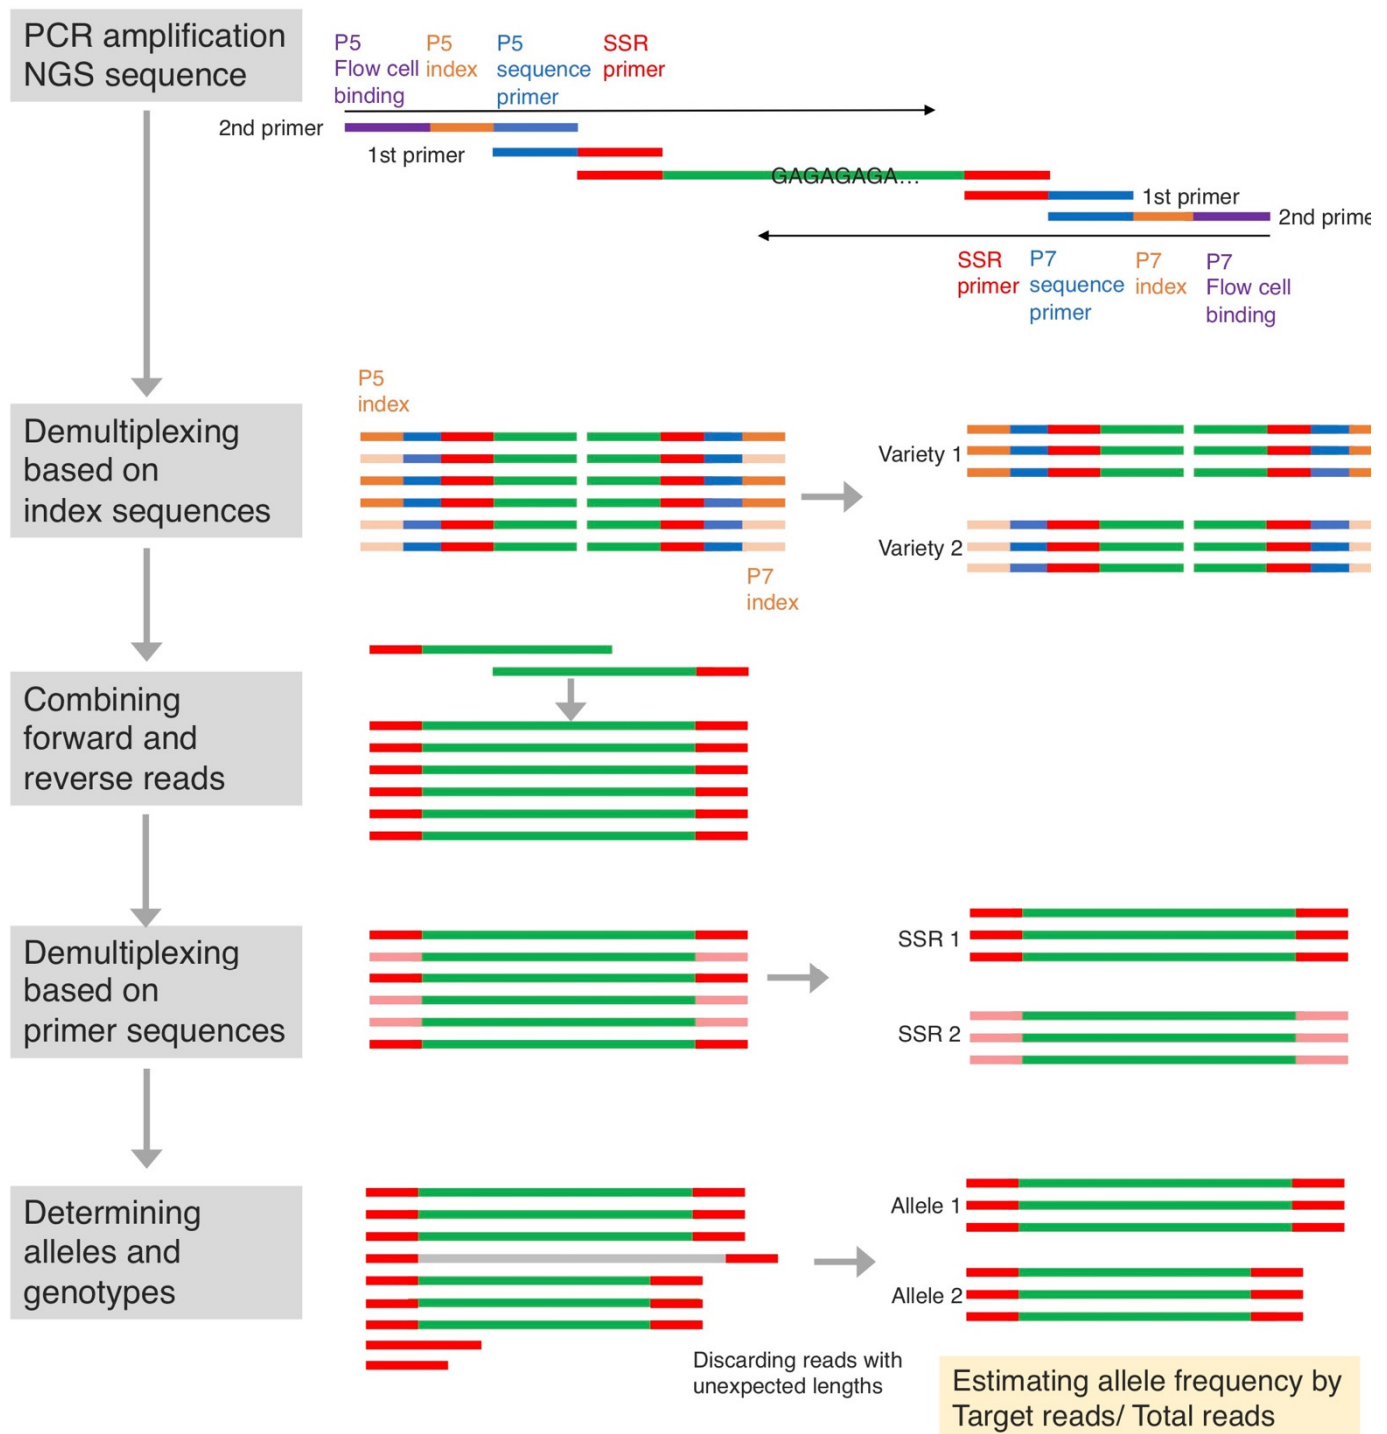 PCR amplification
NGS sequence
P5
Flow cell
binding
P5
index
P5
sequence
primer
SSR
primer
2nd primer
1st primer
GAGAGAGA...
1st primer
2nd prime
SSR
primer
P7
sequence
primer
P7
index
P7
Flow cell
binding
Demultiplexing
based on
index sequences
P5
index
P7
index
Variety 1
Variety 2
Combining
forward and
reverse reads
Demultiplexing
based on
primer sequences
SSR 1
SSR 2
Determining
alleles and
genotypes
Allele 1
Allele 2
Discarding reads with
unexpected lengths
Estimating allele frequency by
Target reads/ Total reads